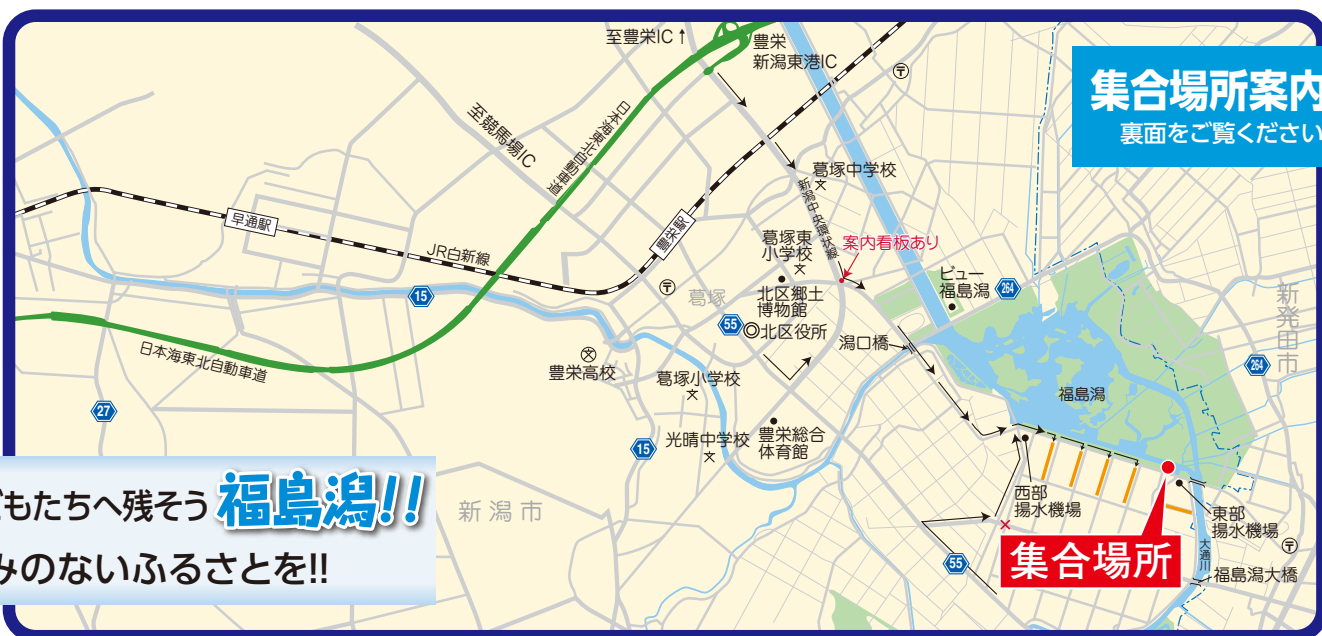 至豊栄IC↑
豊栄
新潟東港IC
集合場所案内
裏面をご覧ください
至競馬場IC
日本海東北自動車道
葛塚中学校
新潟中央環状線
早通駅
JR白新線
豊栄駅
葛塚東
小学校
案内看板あり
ビュー
福島潟
264
15
葛塚
北区郷土
博物館
55
北区役所
潟口橋
新発田市
日本海東北自動車道
豊栄高校
葛塚小学校
264
福島潟
27
15
光晴中学校
豊栄総合
体育館
どもたちへ残そう福島潟!!
みのないふるさとを!!
新潟市
西部
揚水機場
東部
揚水機場
集合場所
55
大通川
福島潟大橋